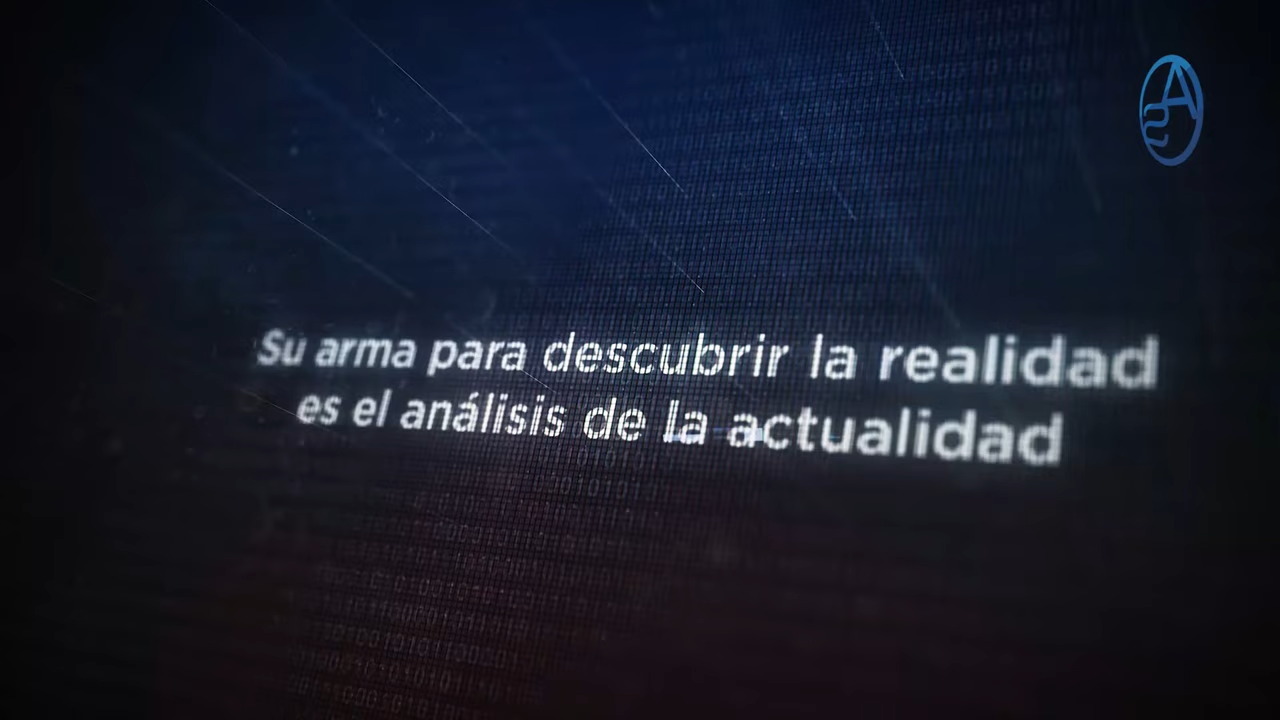 Su arma para descubrir la realidad
es el análisis de la actualidad